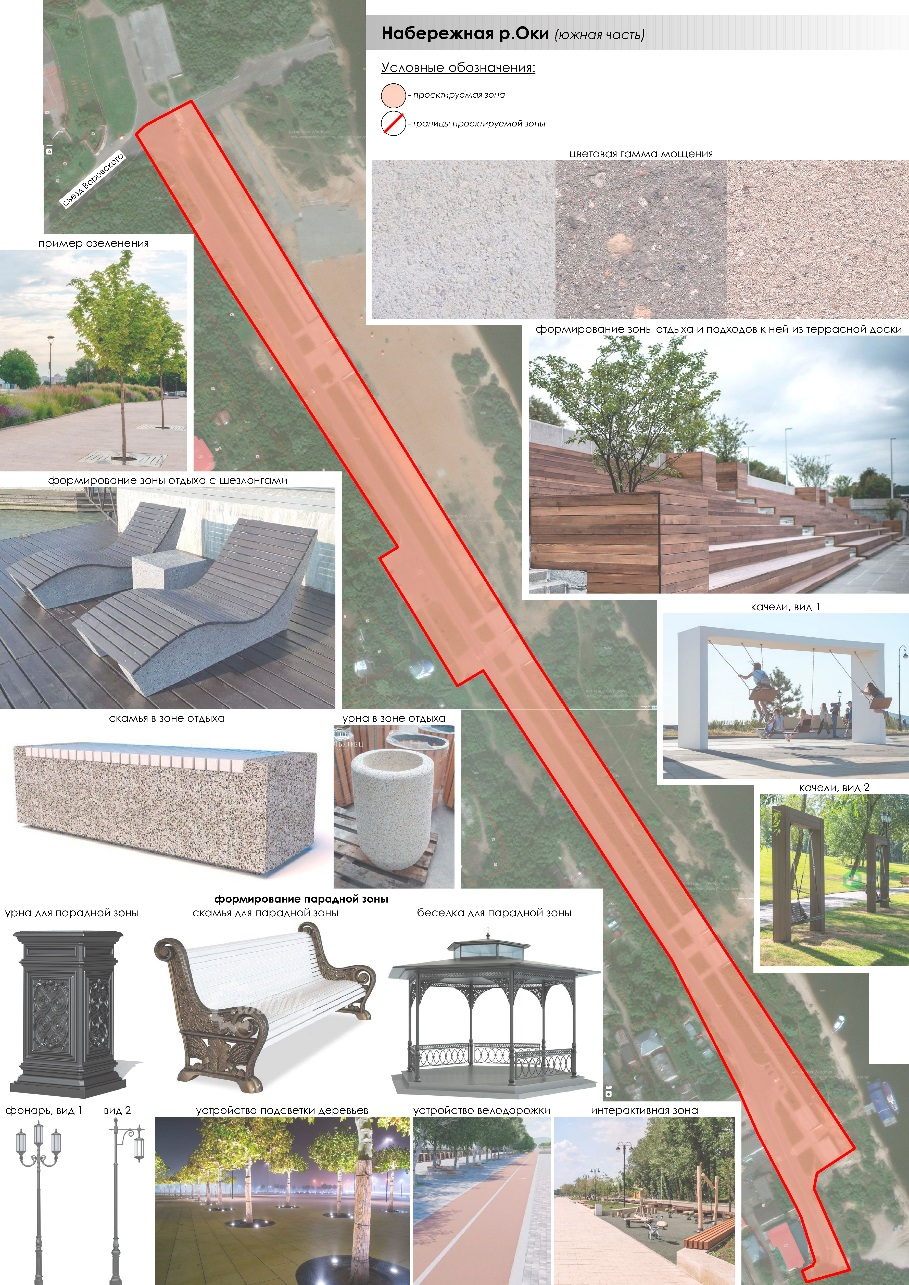 Набережная р.Оки (южная часть)
Условные обозначения:
- проектируемая зона
- границы проектируемой зоны
цветовая гамма мощения
съезд Воровского
пример озеленения
формирование зоны отдыха и подходов к ней из террасной доски
формирование зоны отдыха с шезлонгами
качели, вид 1
скамья в зоне отдыха
урна в зоне отдыха
качели, вид 2
формирование парадной зоны
урна для парадной зоны
скамья для парадной зоны
беседка для парадной зоны
фонарь, вид 1
вид 2
устройство подсветки деревьев
устройство велодорожки
интерактивная зона